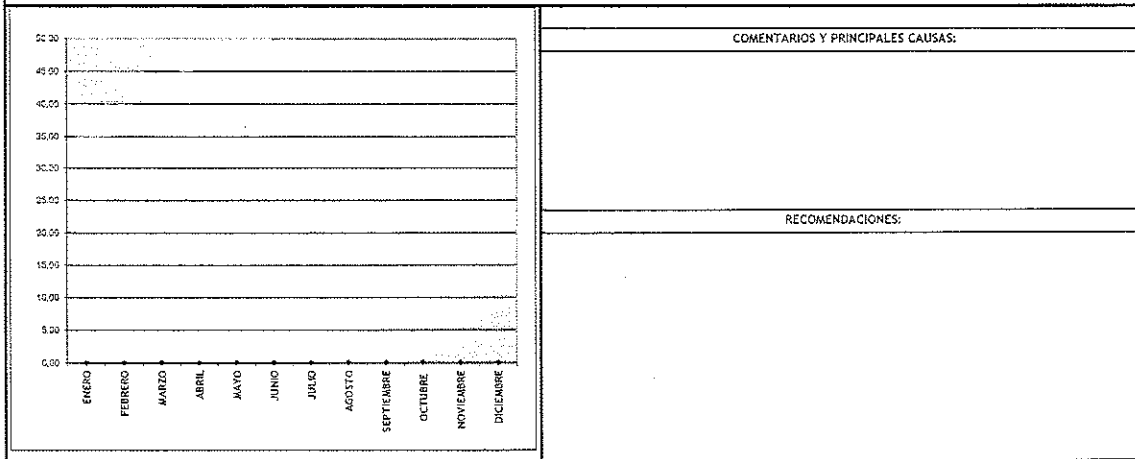 50,00
45,00
40,00
35,00
30,00
25,00
20,00
15,00
10,00
5,00
0,00
ENERO
FEBRERO
MARZO
ABRIL
MAYO
JUNIO
JULIO
AGOSTO
SEPTIEMBRE
OCTUBRE
NOVIEMBRE
DICIEMBRE
COMENTARIOS Y PRINCIPALES CAUSAS:
RECOMENDACIONES: